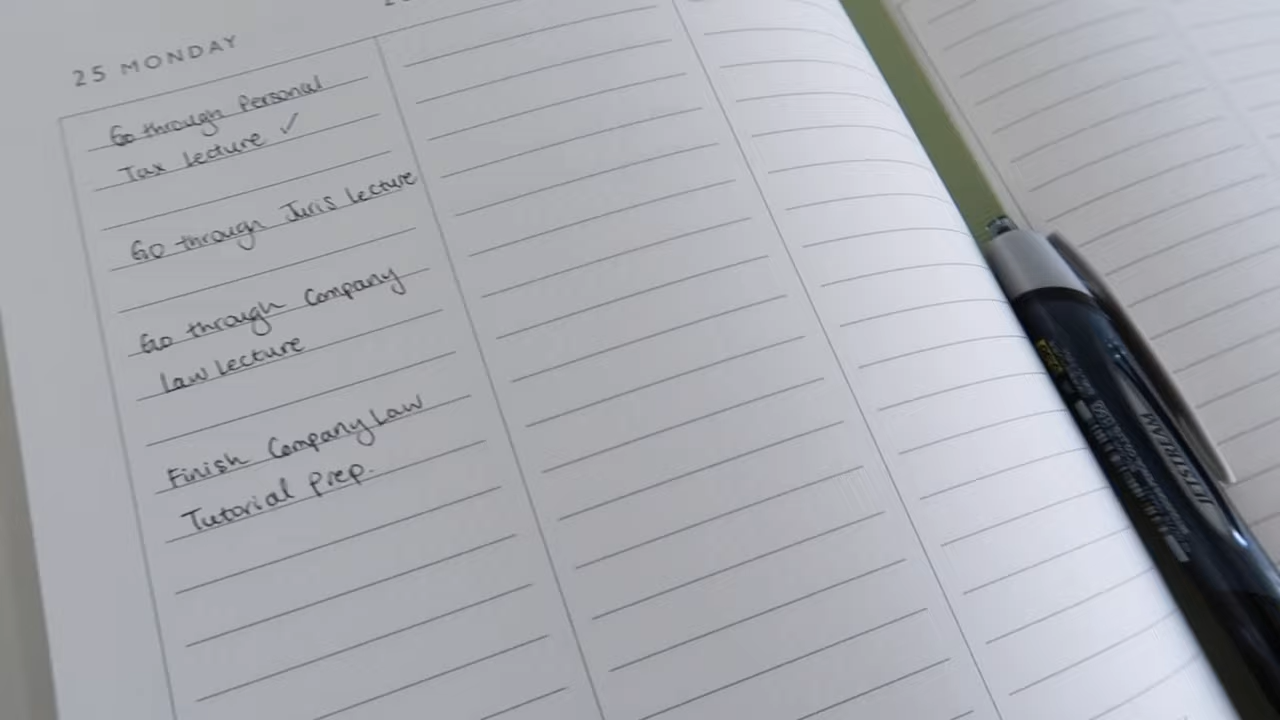 25 MONDAY
Go through Personal
Tax lecture ✓
Go through Juris lecture
Go through Company
Law lecture
Finish Company Law
Tutorial prep.
JETSTREAM